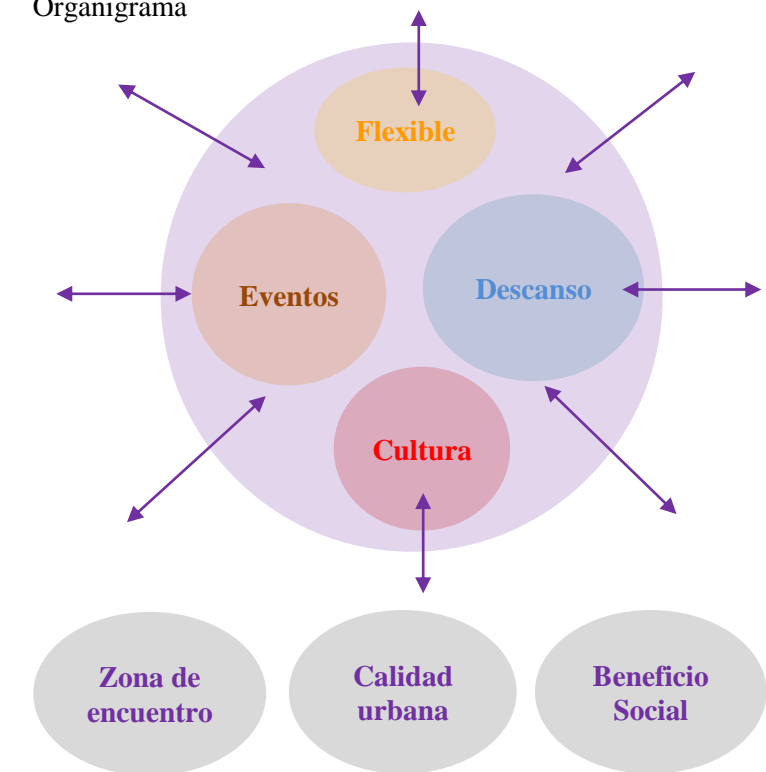 Organigrama
Flexible
Eventos
Descanso
Cultura
Zona de
encuentro
Calidad
urbana
Beneficio
Social